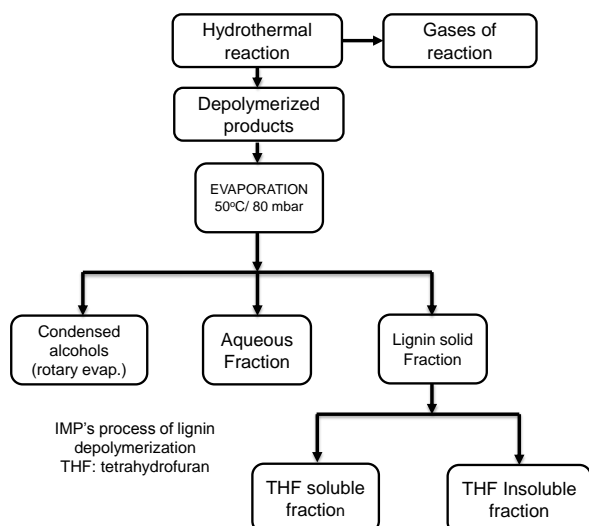 Hydrothermal
reaction
Gases of
reaction
Depolymerized
products
EVAPORATION
50ºC/ 80 mbar
Condensed
alcohols
(rotary evap.)
Aqueous
Fraction
Lignin solid
Fraction
IMP's process of lignin
depolymerization
THF: tetrahydrofuran
THF soluble
fraction
THF Insoluble
fraction